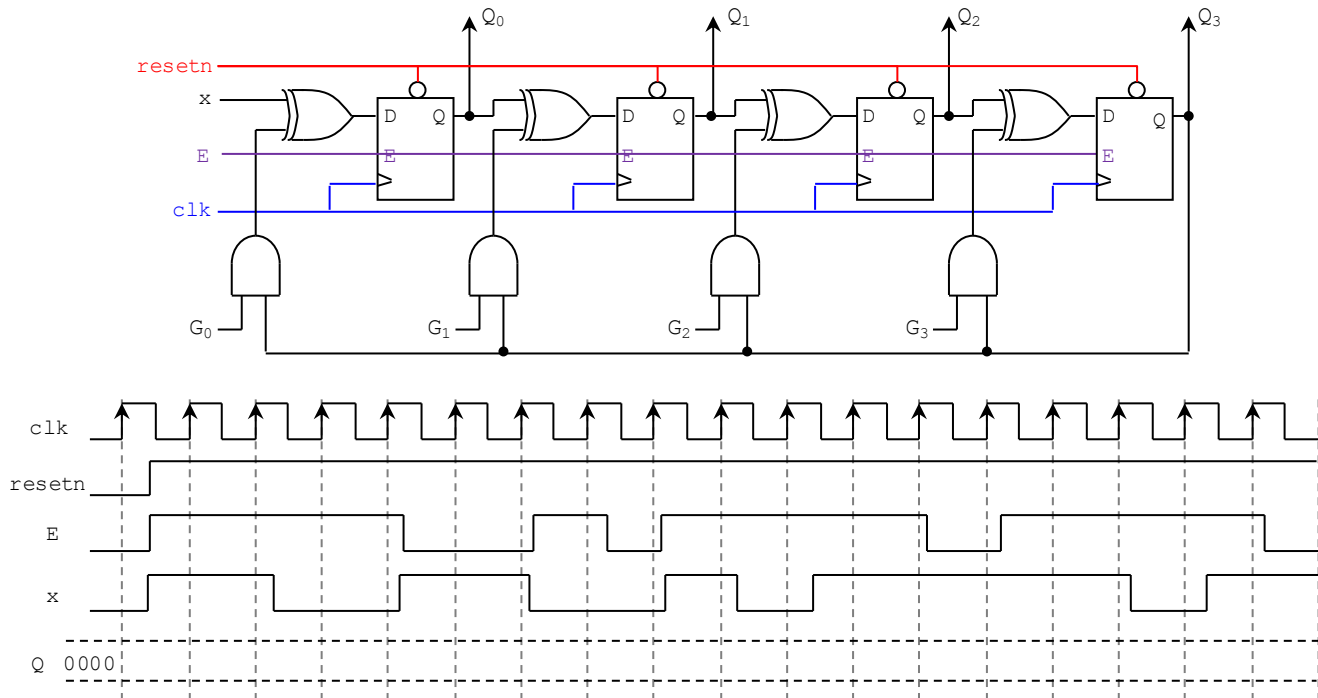 Q0 Q1 Q2 Q3
resetn
x
D Q D Q D Q D Q
E E E E E
clk
G0 G1 G2 G3
clk
resetn
E
x
Q 0000